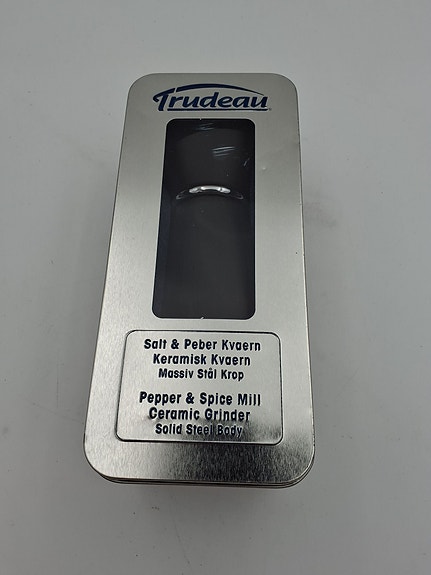 Trudeau
Salt & Peber Kvaern
Keramisk Kvaern
Massiv Stål Krop
Pepper & Spice Mill
Ceramic Grinder
Solid Steel Body